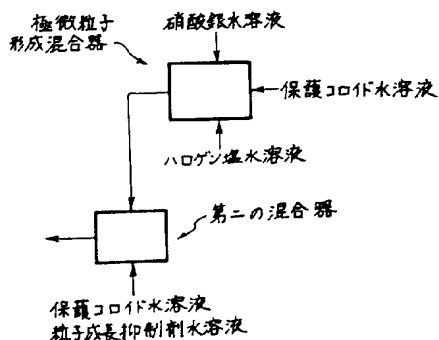 極微粒子
形成混合器
硝酸銀水溶液
保護コロイド水溶液
ハロゲン塩水溶液
第二の混合器
保護コロイド水溶液
粒子成長抑制剤水溶液